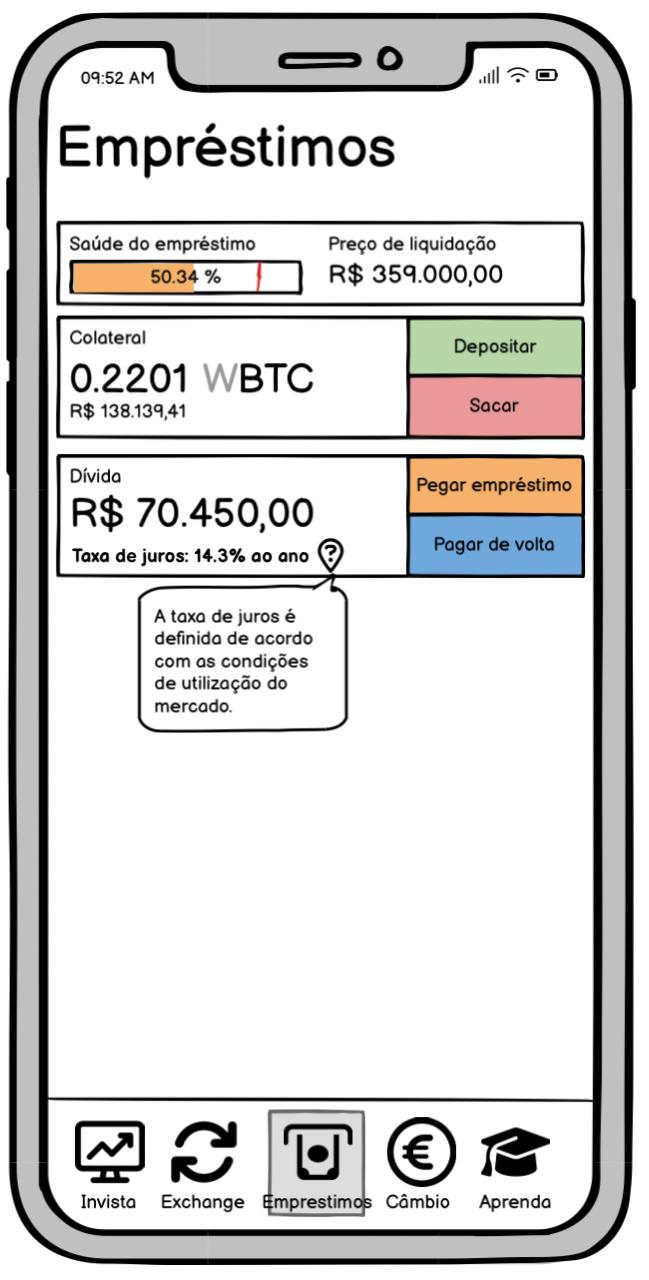 09:52 AM
Empréstimos
Saúde do empréstimo
50.34 %
Preço de liquidação
R$ 359.000,00
Colateral
0.2201 WBTC
R$ 138.139,41
Depositar
Sacar
Dívida
R$ 70.450,00
Taxa de juros: 14.3% ao ano ?
Pegar empréstimo
Pagar de volta
A taxa de juros é
definida de acordo
com as condições
de utilização do
mercado.
Invista
Exchange
Emprestimos
Câmbio
Aprenda